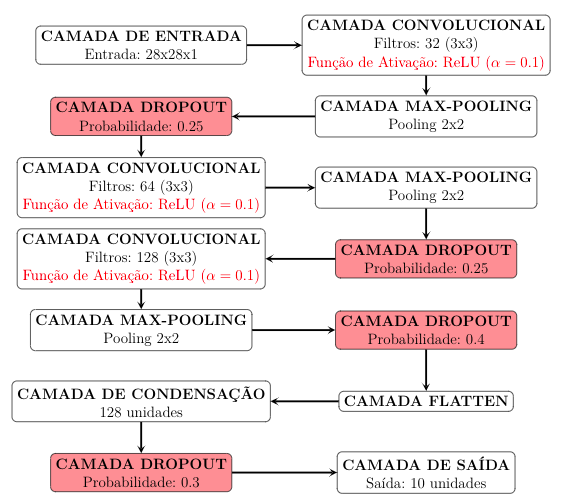 CAMADA DE ENTRADA
Entrada: 28x28x1
CAMADA CONVOLUCIONAL
Filtros: 32 (3x3)
Função de Ativação: ReLU (α = 0.1)
CAMADA MAX-POOLING
Pooling 2x2
CAMADA DROPOUT
Probabilidade: 0.25
CAMADA CONVOLUCIONAL
Filtros: 64 (3x3)
Função de Ativação: ReLU (α = 0.1)
CAMADA MAX-POOLING
Pooling 2x2
CAMADA DROPOUT
Probabilidade: 0.25
CAMADA CONVOLUCIONAL
Filtros: 128 (3x3)
Função de Ativação: ReLU (α = 0.1)
CAMADA MAX-POOLING
Pooling 2x2
CAMADA DROPOUT
Probabilidade: 0.4
CAMADA FLATTEN
CAMADA DE CONDENSAÇÃO
128 unidades
CAMADA DROPOUT
Probabilidade: 0.3
CAMADA DE SAÍDA
Saída: 10 unidades